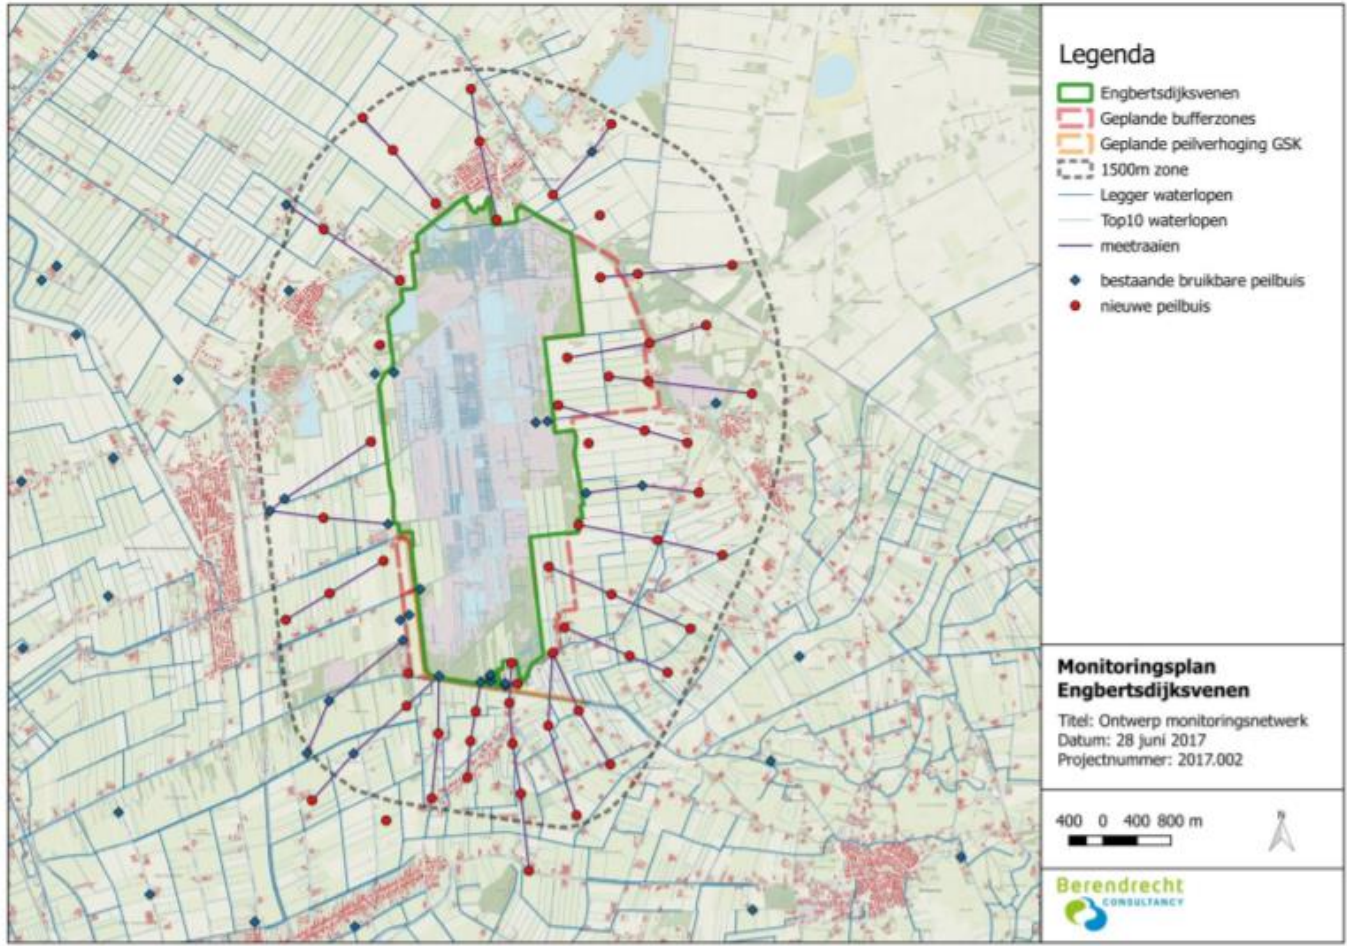 Legenda
Engbertsdijksvenen
Geplande bufferzones
Geplande peilverhoging GSK
1500m zone
Legger waterlopen
Top10 waterlopen
meetraaien
bestaande bruikbare peilbuis
nieuwe peilbuis
Monitoringsplan
Engbertsdijksvenen
Titel: Ontwerp monitoringsnetwerk
Datum: 28 juni 2017
Projectnummer: 2017.002
400 0 400 800 m
N
Berendrecht
CONSULTANCY